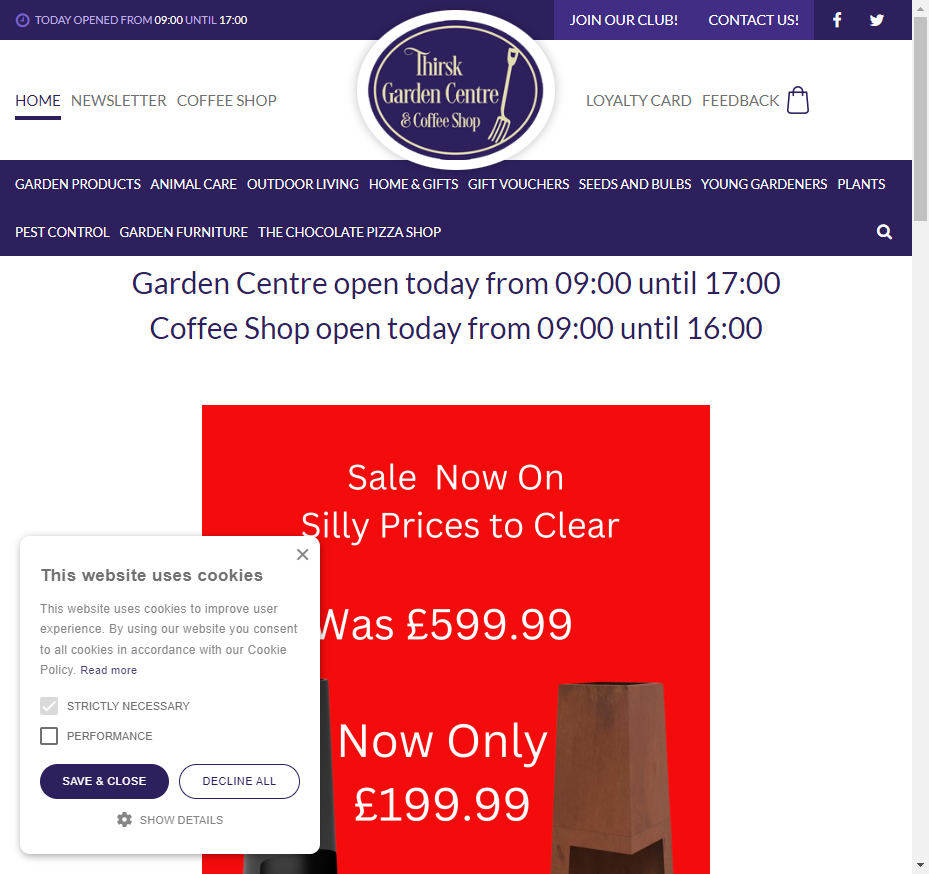 TODAY OPENED FROM 09:00 UNTIL 17:00
JOIN OUR CLUB! CONTACT US!
HOME NEWSLETTER COFFEE SHOP
Thirsk
Garden Centre
& Coffee Shop
LOYALTY CARD FEEDBACK
GARDEN PRODUCTS ANIMAL CARE OUTDOOR LIVING HOME & GIFTS GIFT VOUCHERS SEEDS AND BULBS YOUNG GARDENERS PLANTS
PEST CONTROL GARDEN FURNITURE THE CHOCOLATE PIZZA SHOP
Garden Centre open today from 09:00 until 17:00
Coffee Shop open today from 09:00 until 16:00
Sale Now On
Silly Prices to Clear
Was £599.99
Now Only
£199.99
This website uses cookies
This website uses cookies to improve user
experience. By using our website you consent
to all cookies in accordance with our Cookie
Policy. Read more
STRICTLY NECESSARY
PERFORMANCE
SAVE & CLOSE DECLINE ALL
SHOW DETAILS